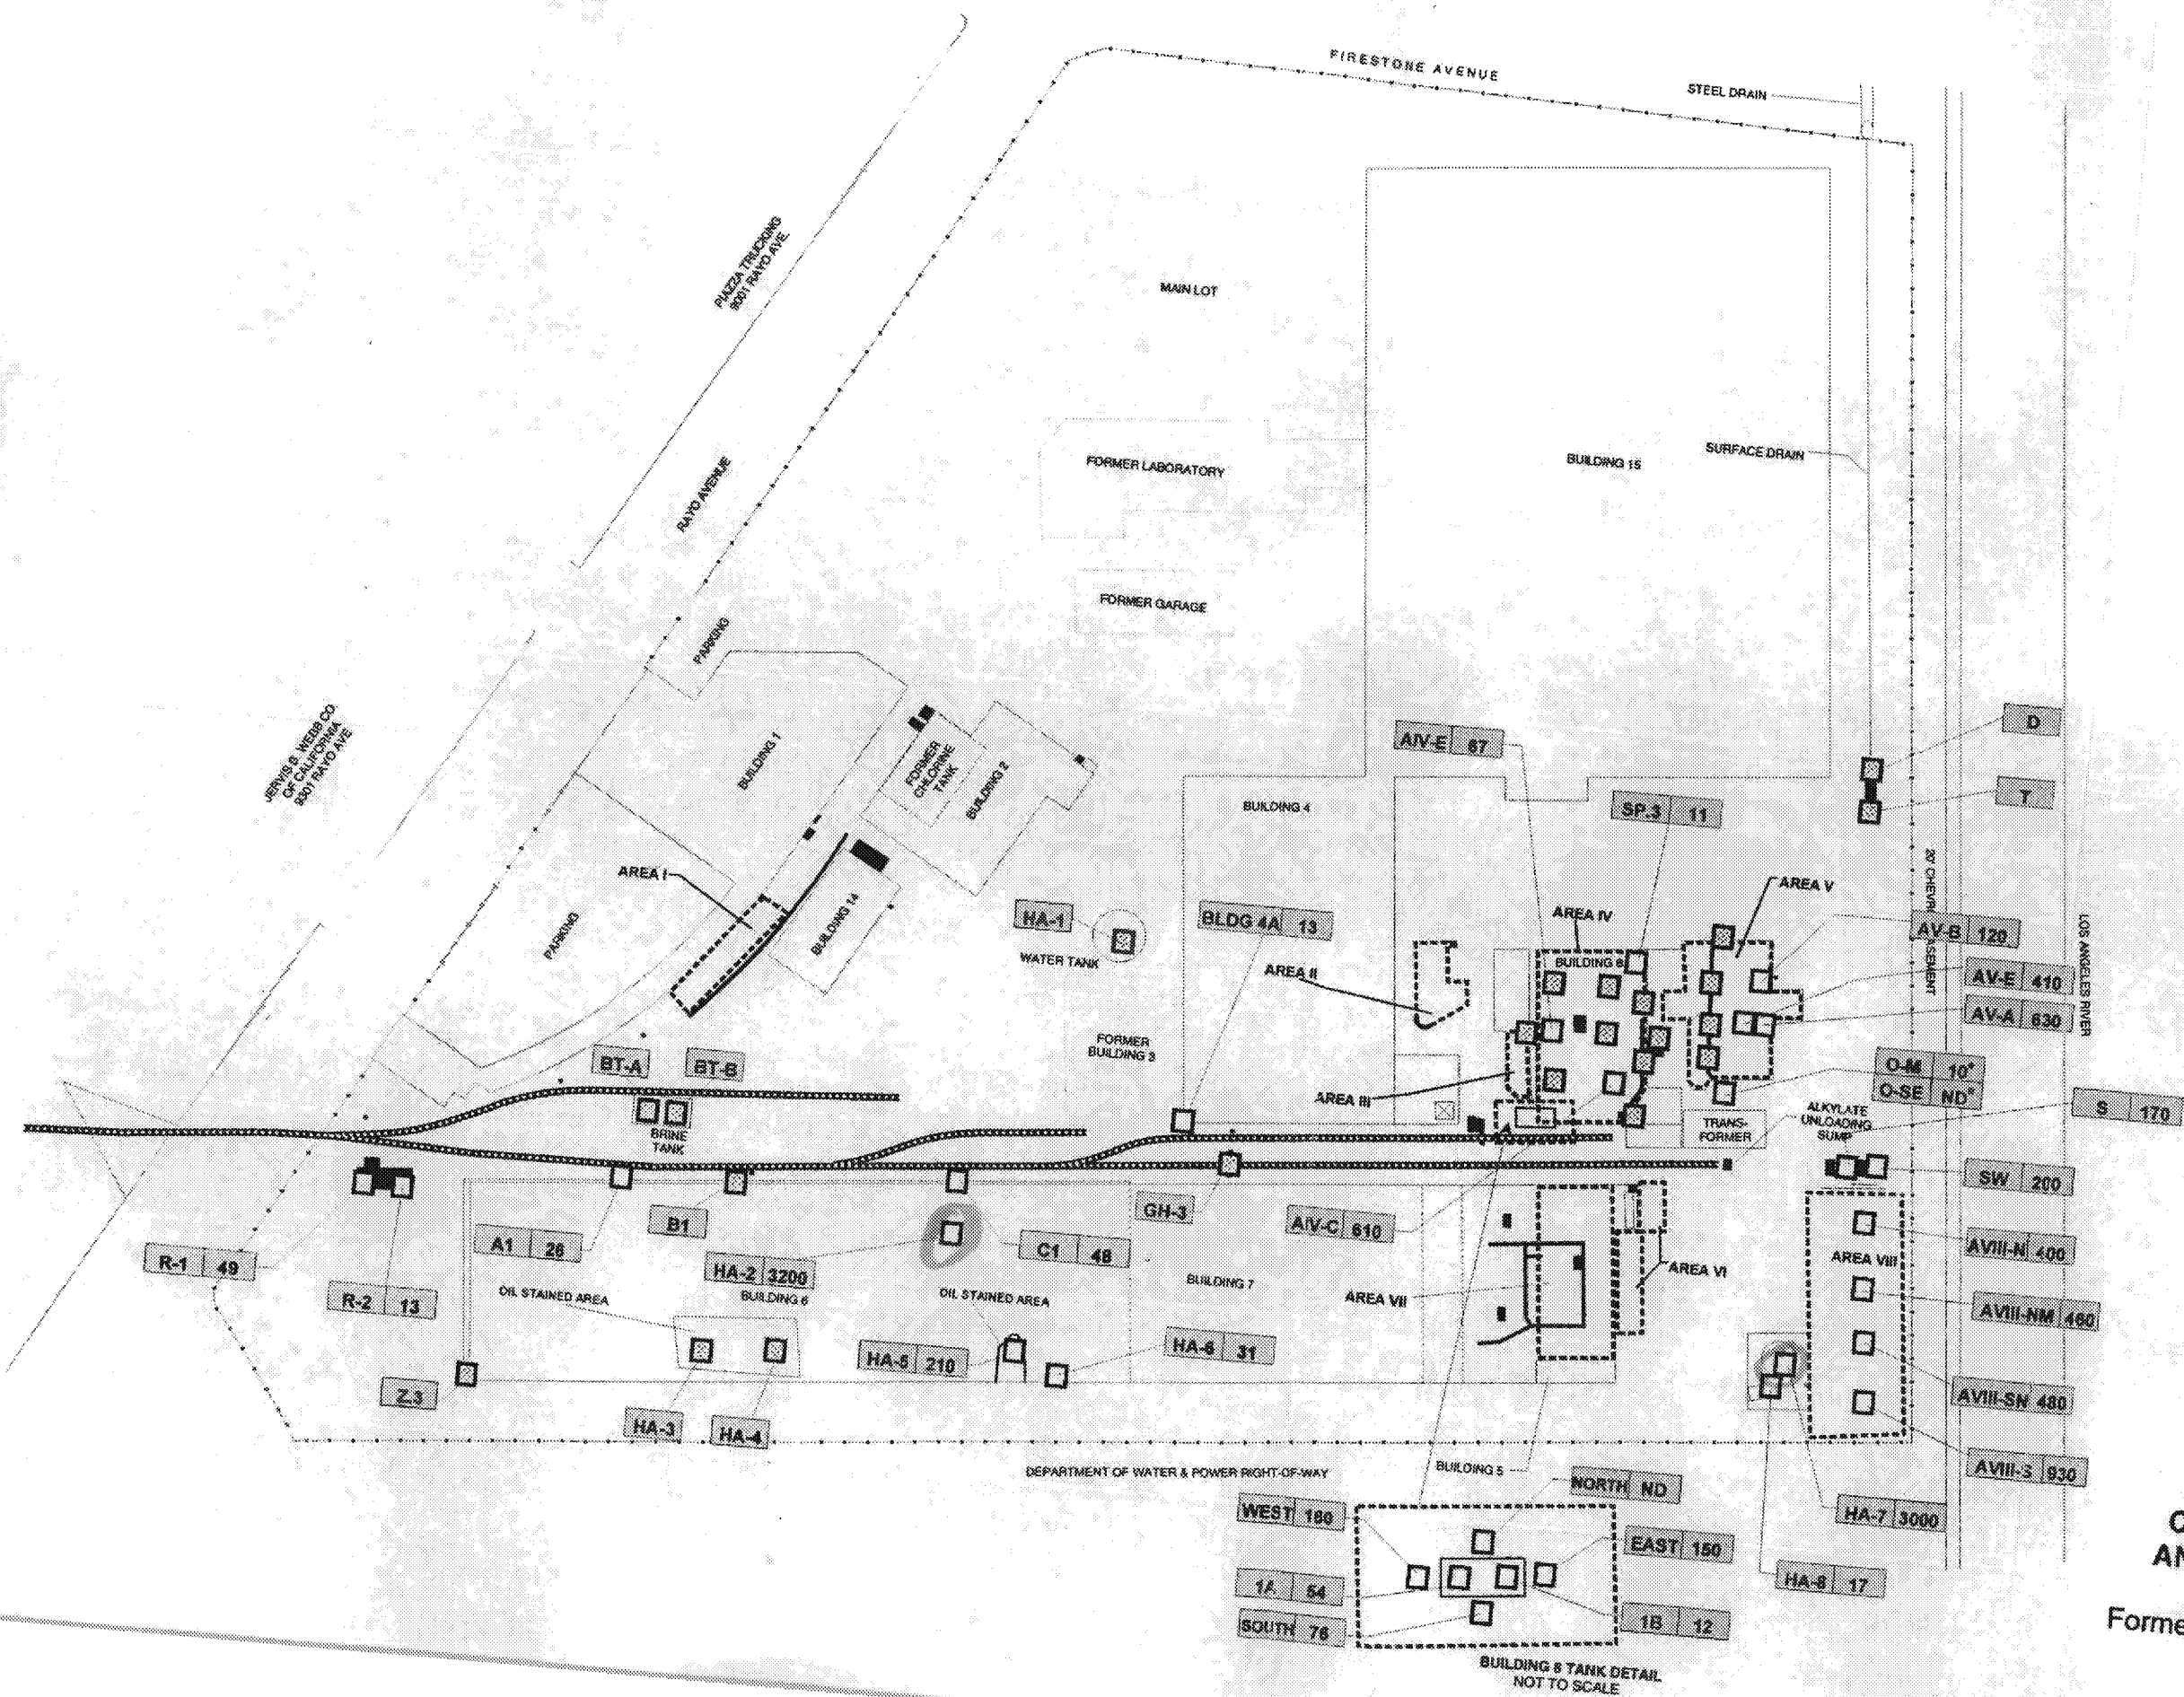 FIRESTONE AVENUE
STEEL DRAIN
PIAZZA TRUCKING
9001 RAYO AVE.
MAIN LOT
RAYO AVENUE
FORMER LABORATORY
BUILDING 15
SURFACE DRAIN
FORMER GARAGE
PARKING
JERVIS B. WEBB CO.
OF CALIFORNIA
9301 RAYO AVE
BUILDING 1
FORMER
CHLORINE
TANK
BUILDING 2
AIV-E 67
D
T
BUILDING 4
SP.3 11
AREA I
BUILDING 14
PARKING
HA-1
WATER TANK
BLDG 4A 13
AREA II
AREA IV
AREA V
BUILDING 8
20' CHEVRO
ASEMENT
LOS ANGELES RIVER
AV-B 120
AV-E 410
AV-A 630
FORMER
BUILDING 3
BT-A
BT-B
BRINE
TANK
AREA III
O-M 10*
O-SE ND*
TRANS-
FORMER
ALKYLATE
UNLOADING
SUMP
S 170
SW 200
R-1 49
R-2 13
A1 26
B1
HA-2 3200
C1 48
GH-3
AIV-C 610
OIL STAINED AREA
BUILDING 6
OIL STAINED AREA
BUILDING 7
AREA VII
AREA VI
AREA VIII
AVIII-N 400
AVIII-NM 460
AVIII-SN 480
AVIII-S 930
Z.3
HA-3
HA-4
HA-5 210
HA-6 31
HA-7 3000
HA-8 17
DEPARTMENT OF WATER & POWER RIGHT-OF-WAY
BUILDING 5
NORTH ND
WEST 160
EAST 150
1A 54
SOUTH 76
1B 12
BUILDING 8 TANK DETAIL
NOT TO SCALE
AN
Forme